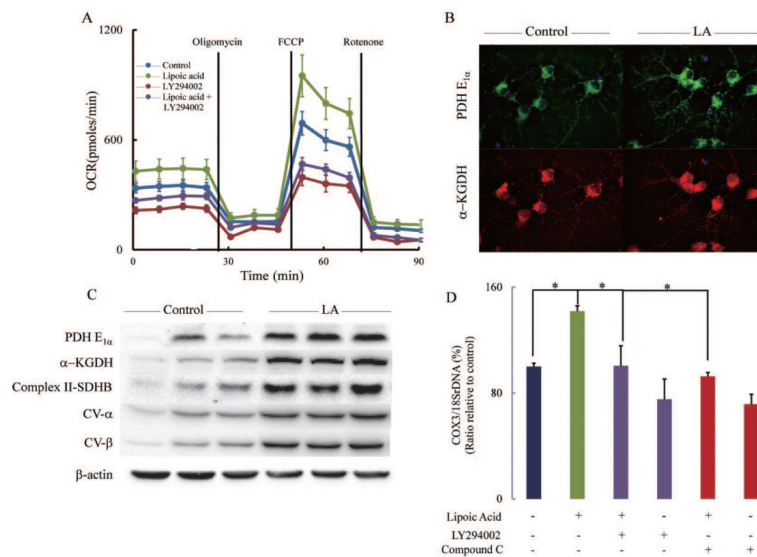 A
1200
600
0
OCR(pmoles/min)
Oligomycin
FCCP
Rotenone
Control
Lipoic acid
LY294002
Lipoic acid +
LY294002
0 30 60 90
Time (min)
B
Control LA
PDH E1α
α−KGDH
C
Control LA
PDH E1α
α−KGDH
Complex II-SDHB
CV-α
CV-β
β-actin
D
160
80
0
COX3/18SrDNA (%)
(Ratio relative to control)
* * *
Lipoic Acid - + + - + -
LY294002 - - + + - -
Compound C - - - - + +